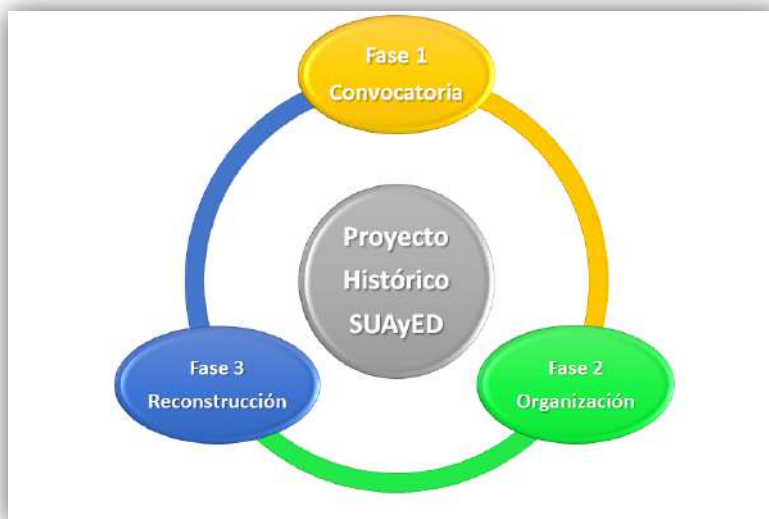 Fase 1
Convocatoria
Proyecto
Histórico
SUAyED
Fase 3
Reconstrucción
Fase 2
Organización